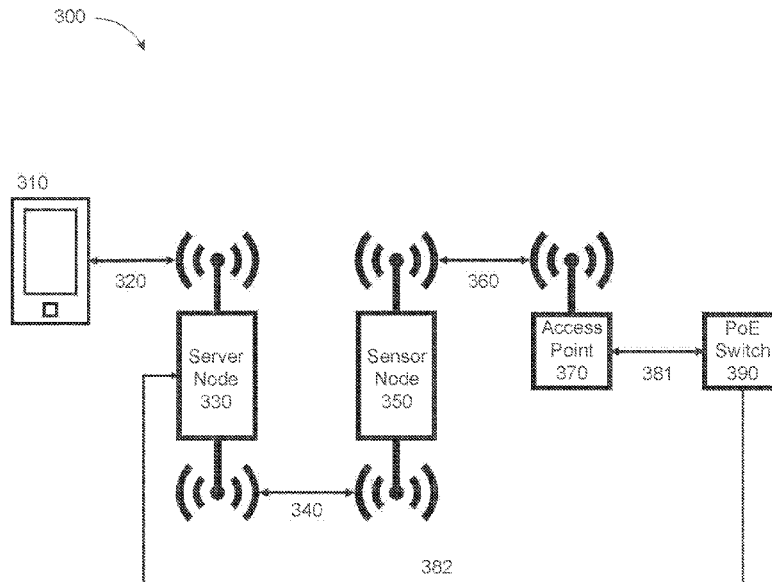 300
310
320
360
Server
Node
330
Sensor
Node
350
Access
Point
370
381
PoE
Switch
390
340
382